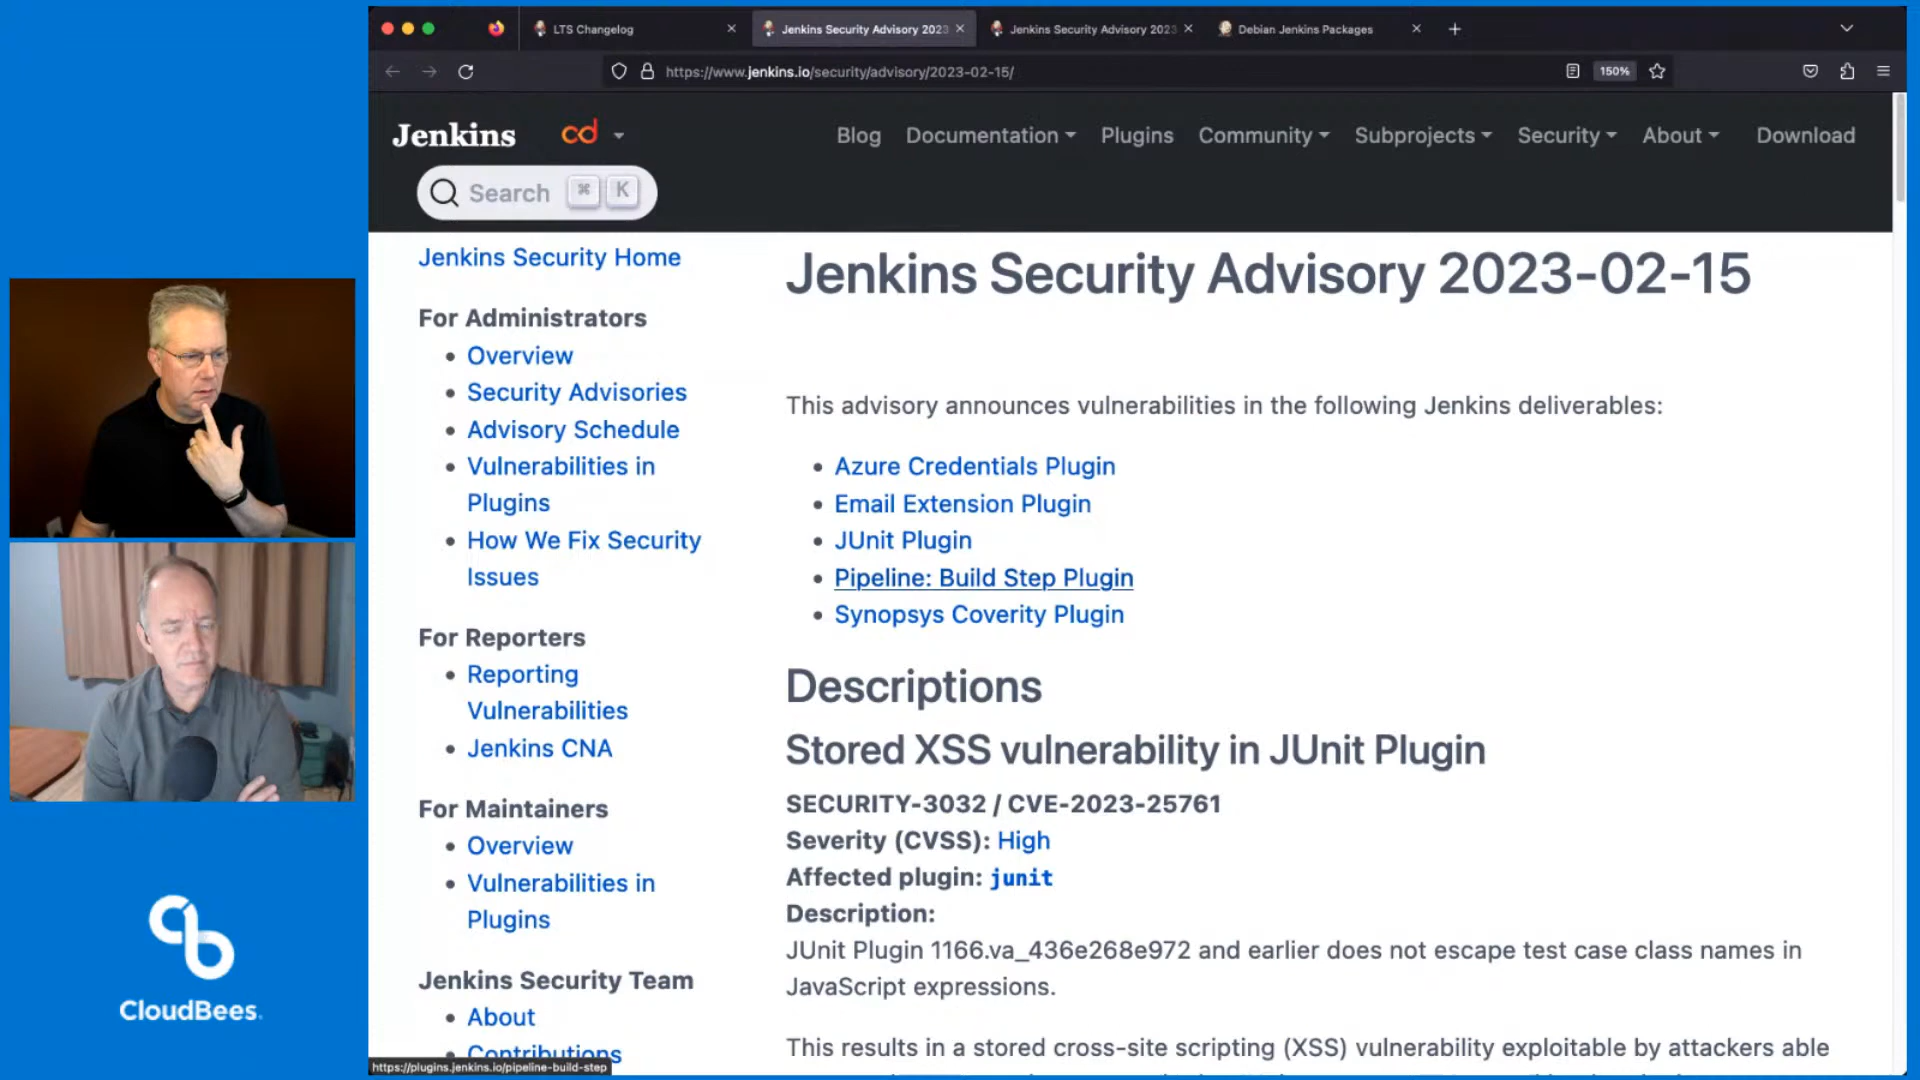 LTS Changelog
Jenkins Security Advisory 2023
Jenkins Security Advisory 2023
Debian Jenkins Packages
https://www.jenkins.io/security/advisory/2023-02-15/
150%
Jenkins
cd
Blog
Documentation
Plugins
Community
Subprojects
Security
About
Download
Search
⌘
K
Jenkins Security Home
For Administrators
Overview
Security Advisories
Advisory Schedule
Vulnerabilities in
Plugins
How We Fix Security
Issues
For Reporters
Reporting
Vulnerabilities
Jenkins CNA
For Maintainers
Overview
Vulnerabilities in
Plugins
Jenkins Security Team
About
Contributions
https://plugins.jenkins.io/pipeline-build-step
Jenkins Security Advisory 2023-02-15
This advisory announces vulnerabilities in the following Jenkins deliverables:
Azure Credentials Plugin
Email Extension Plugin
JUnit Plugin
Pipeline: Build Step Plugin
Synopsys Coverity Plugin
Descriptions
Stored XSS vulnerability in JUnit Plugin
SECURITY-3032 / CVE-2023-25761
Severity (CVSS): High
Affected plugin: junit
Description:
JUnit Plugin 1166.va_436e268e972 and earlier does not escape test case class names in
JavaScript expressions.
This results in a stored cross-site scripting (XSS) vulnerability exploitable by attackers able
CloudBees.